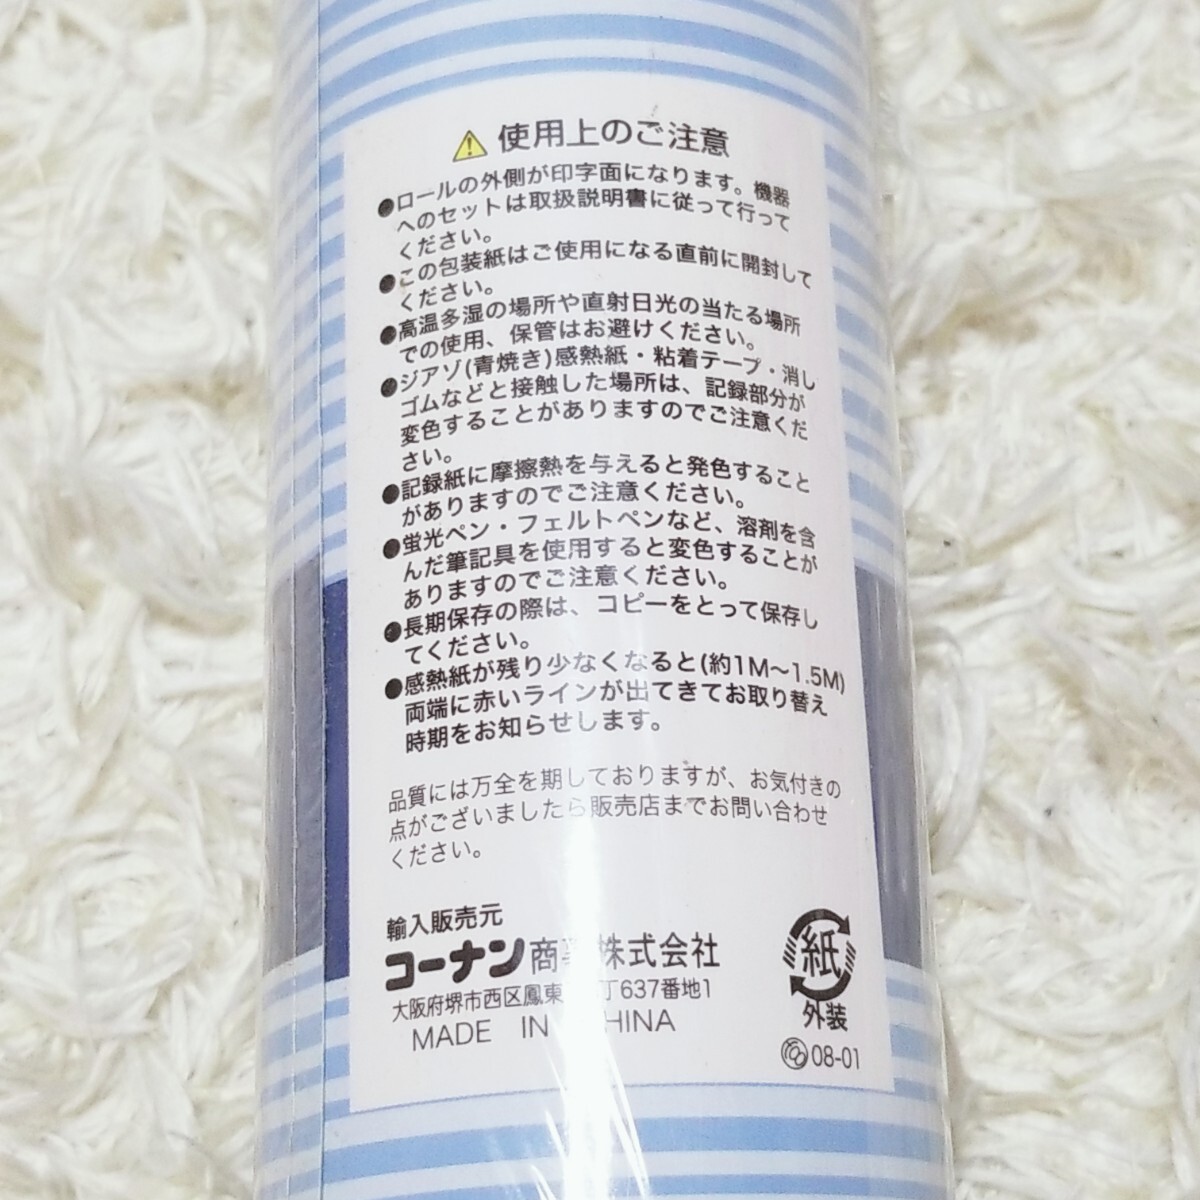 使用上のご注意
●ロールの外側が印字面になります。機器
へのセットは取扱説明書に従って行って
ください。
●この包装紙はご使用になる直前に開封して
ください。
●高温多湿の場所や直射日光の当たる場所
での使用、保管はお避けください。
●ジアゾ(青焼き)感熱紙・粘着テープ・消し
ゴムなどと接触した場所は、記録部分が
変色することがありますのでご注意くだ
さい。
●記録紙に摩擦熱を与えると発色すること
がありますのでご注意ください。
●蛍光ペン・フェルトペンなど、溶剤を含
んだ筆記具を使用すると変色することが
ありますのでご注意ください。
●長期保存の際は、コピーをとって保存し
てください。
●感熱紙が残り少なくなると(約1M〜1.5M)
両端に赤いラインが出てきてお取り替え
時期をお知らせします。
品質には万全を期しておりますが、お気付きの
点がございましたら販売店までお問い合わせ
ください。
輸入販売元
コーナン商事株式会社
大阪府堺市西区鳳東 丁637番地1
MADE IN CHINA
紙
外装
08-01